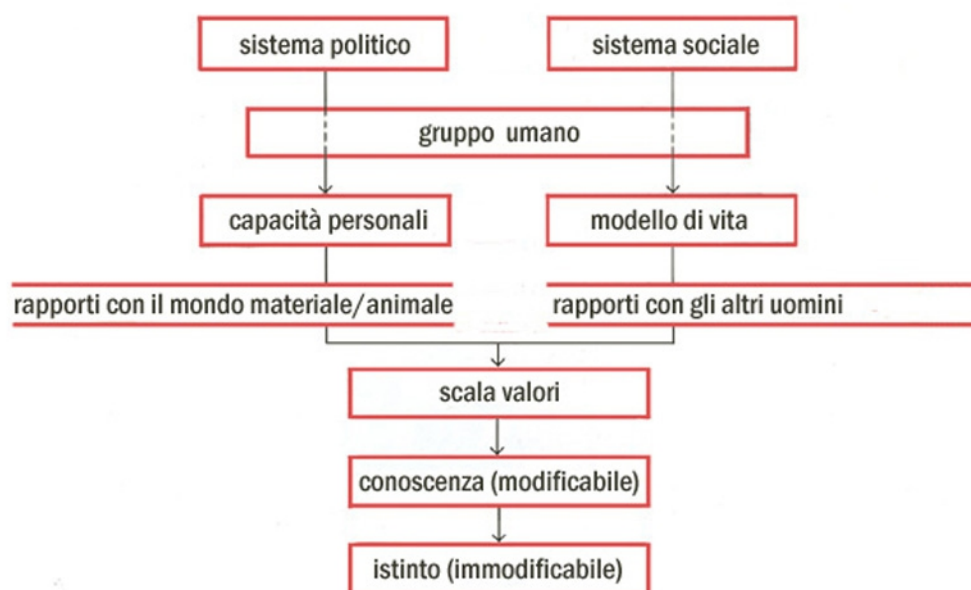 sistema politico
sistema sociale
gruppo umano
capacità personali
modello di vita
rapporti con il mondo materiale/animale
rapporti con gli altri uomini
scala valori
conoscenza (modificabile)
istinto (immodificabile)